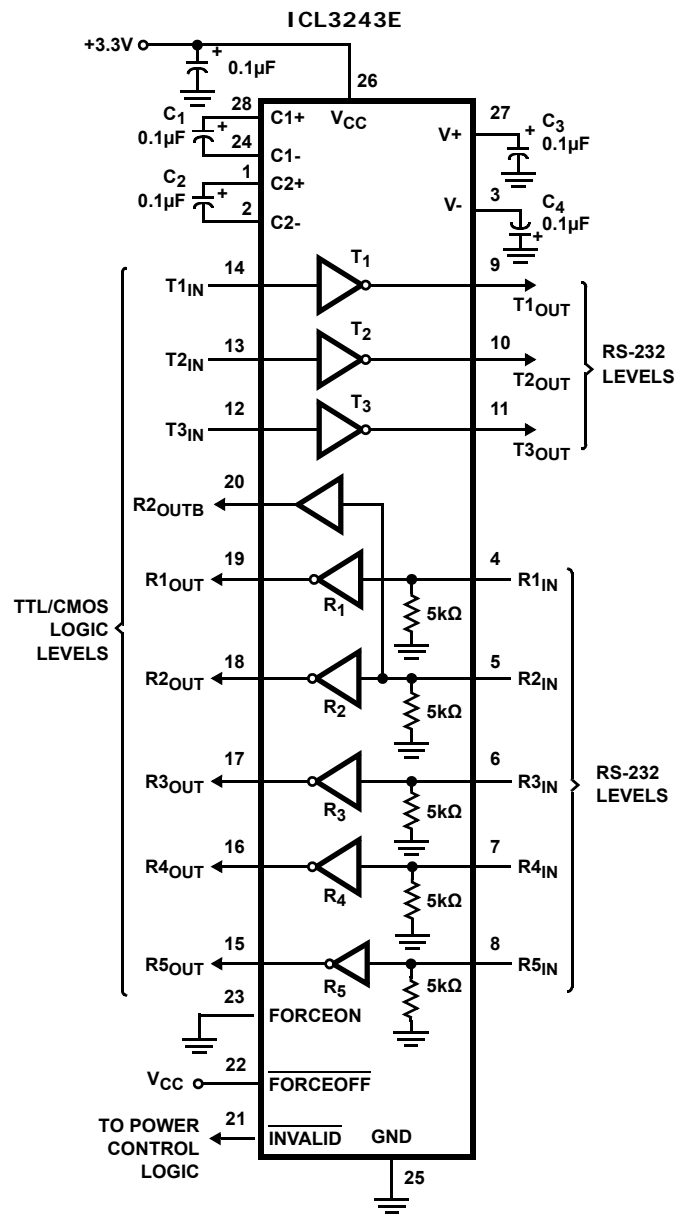 ICL3243E
+3.3V
+
0.1µF
26
28
C1+
VCC
27
C1
0.1µF
+
24
C1-
V+
+
C3
0.1µF
1
C2+
C2
0.1µF
+
2
C2-
3
V-
C4
0.1µF
+
T1IN
14
T1
9
T1OUT
T2IN
13
T2
10
T2OUT
RS-232
LEVELS
T3IN
12
T3
11
T3OUT
R2OUTB
20
R1OUT
19
R1
5kΩ
4
R1IN
TTL/CMOS
LOGIC
LEVELS
R2OUT
18
R2
5kΩ
5
R2IN
R3OUT
17
R3
5kΩ
6
R3IN
RS-232
LEVELS
R4OUT
16
R4
5kΩ
7
R4IN
R5OUT
15
R5
5kΩ
8
R5IN
23
FORCEON
VCC
22
FORCEOFF
TO POWER
CONTROL
LOGIC
21
INVALID
GND
25